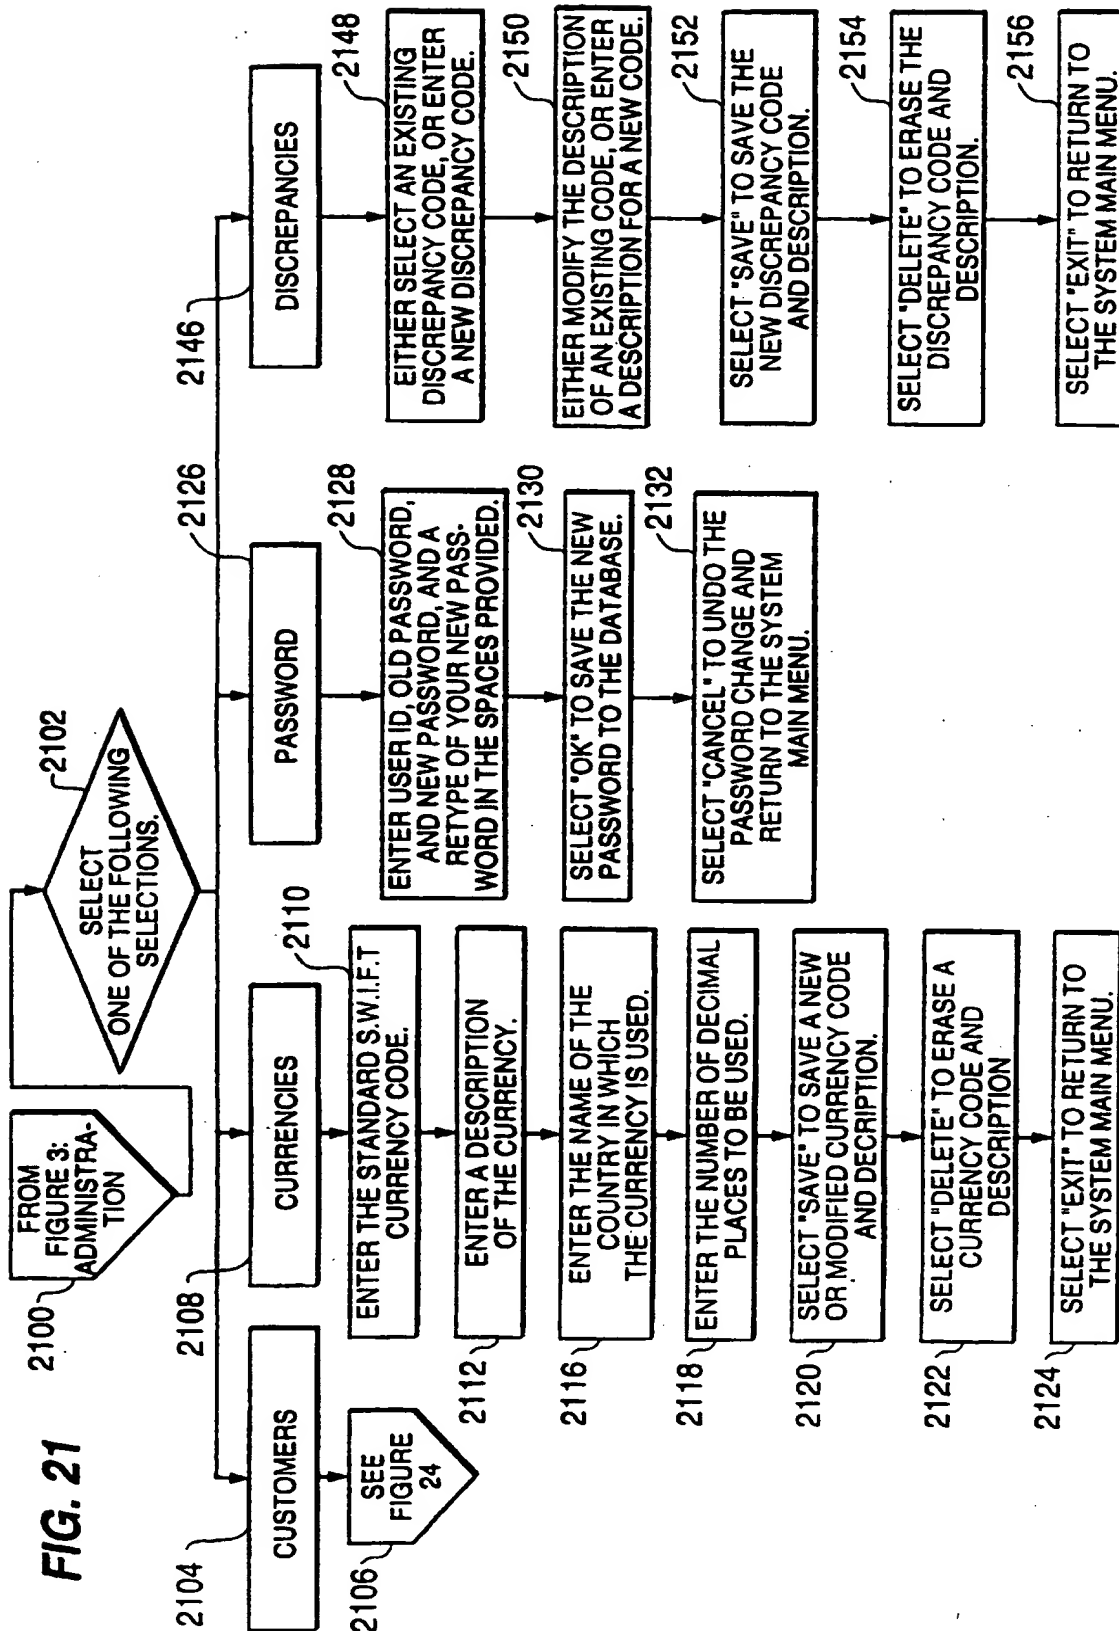 FIG. 21
2100
FROM
FIGURE 3:
ADMINISTRA-
TION
2102
SELECT
ONE OF THE FOLLOWING
SELECTIONS.
2104
CUSTOMERS
2106
SEE
FIGURE
24
2108
CURRENCIES
2110
ENTER THE STANDARD S.W.I.F.T
CURRENCY CODE.
2112
ENTER A DESCRIPTION
OF THE CURRENCY.
2116
ENTER THE NAME OF THE
COUNTRY IN WHICH
THE CURRENCY IS USED.
2118
ENTER THE NUMBER OF DECIMAL
PLACES TO BE USED.
2120
SELECT "SAVE" TO SAVE A NEW
OR MODIFIED CURRENCY CODE
AND DECRIPTION.
2122
SELECT "DELETE" TO ERASE A
CURRENCY CODE AND
DESCRIPTION
2124
SELECT "EXIT" TO RETURN TO
THE SYSTEM MAIN MENU.
2126
PASSWORD
2128
ENTER USER ID, OLD PASSWORD,
AND NEW PASSWORD, AND A
RETYPE OF YOUR NEW PASS-
WORD IN THE SPACES PROVIDED.
2130
SELECT "OK" TO SAVE THE NEW
PASSWORD TO THE DATABASE.
2132
SELECT "CANCEL" TO UNDO THE
PASSWORD CHANGE AND
RETURN TO THE SYSTEM
MAIN MENU.
2146
DISCREPANCIES
2148
EITHER SELECT AN EXISTING
DISCREPANCY CODE, OR ENTER
A NEW DISCREPANCY CODE.
2150
EITHER MODIFY THE DESCRIPTION
OF AN EXISTING CODE, OR ENTER
A DESCRIPTION FOR A NEW CODE.
2152
SELECT "SAVE" TO SAVE THE
NEW DISCREPANCY CODE
AND DESCRIPTION.
2154
SELECT "DELETE" TO ERASE THE
DISCREPANCY CODE AND
DESCRIPTION.
2156
SELECT "EXIT" TO RETURN TO
THE SYSTEM MAIN MENU.